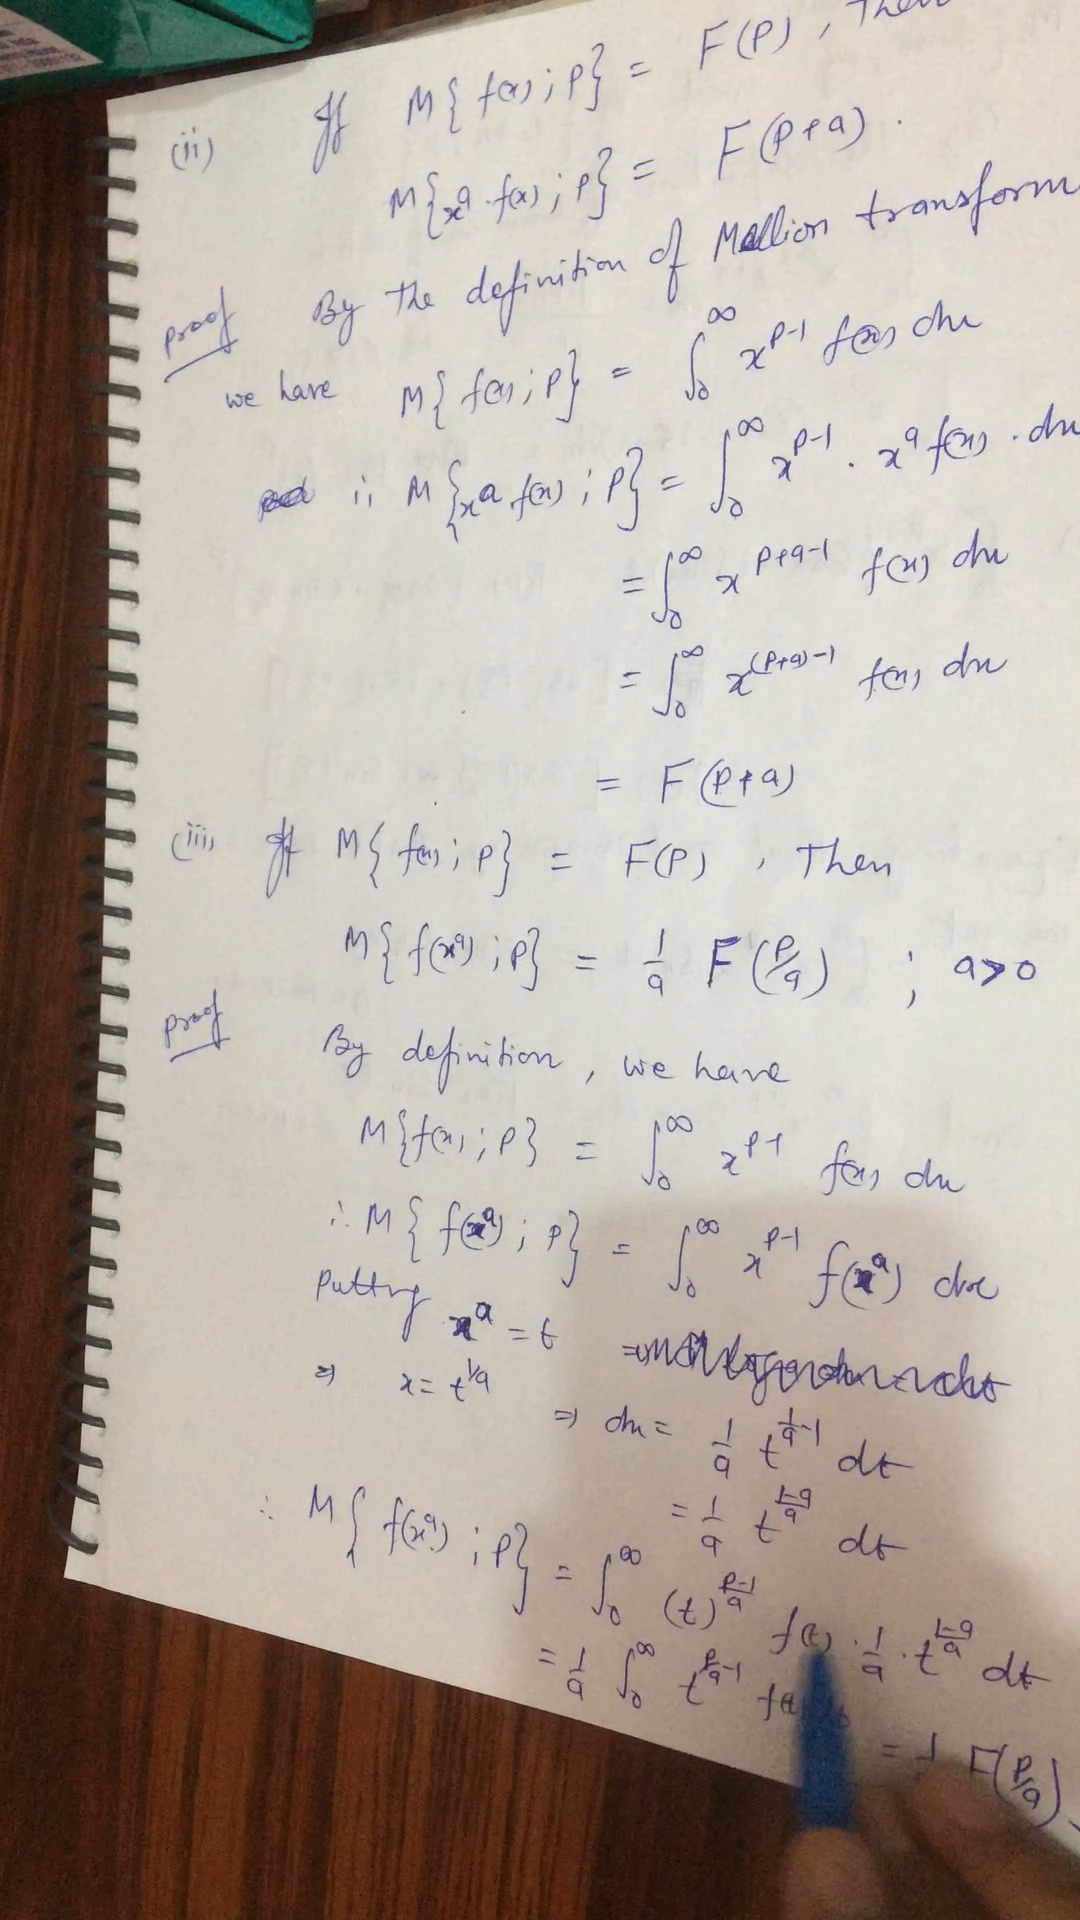 (ii) If M{f(x); P} = F(P), Then
M{x^a · f(x); P} = F(P+a).
Proof By The definition of Mellion transform
we have M{f(x); P} = ∫_0^∞ x^{P-1} f(x) dx
∴ M{x^a · f(x); P} = ∫_0^∞ x^{P-1} · x^a f(x) · dx
= ∫_0^∞ x^{P+a-1} f(x) dx
= ∫_0^∞ x^{(P+a)-1} f(x) dx
= F(P+a)
(iii) If M{f(x); P} = F(P), Then
M{f(x^a); P} = 1/a F(P/a) ; a>0
Proof By definition, we have
M{f(x); P} = ∫_0^∞ x^{P-1} f(x) dx
∴ M{f(x^a); P} = ∫_0^∞ x^{P-1} f(x^a) dx
Putting x^a = t
⇒ x = t^{1/a}
⇒ dx = 1/a t^{1/a-1} dt
= 1/a t^{(1-a)/a} dt
∴ M{f(x^a); P} = ∫_0^∞ (t)^{(P-1)/a} f(t) · 1/a · t^{(1-a)/a} dt
= 1/a ∫_0^∞ t^{P/a-1}
= F(P/a)